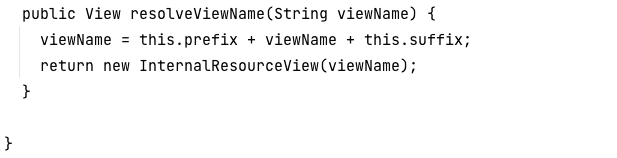 public View resolveViewName(String viewName) {
viewName = this.prefix + viewName + this.suffix;
return new InternalResourceView(viewName);
}
}